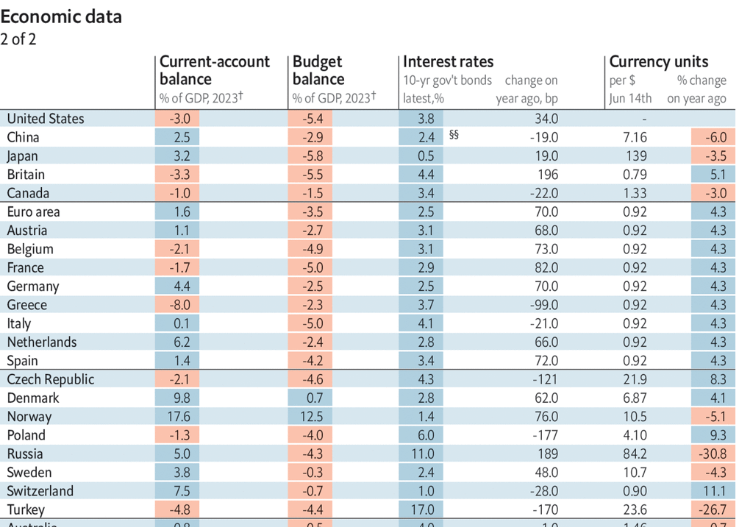 Economic data
2 of 2
Current-account Budget Interest rates Currency units
balance balance 10-yr gov't bonds change on per $ % change
% of GDP, 2023† % of GDP, 2023† latest,% year ago, bp Jun 14th on year ago
United States -3.0 -5.4 3.8 34.0 -
China 2.5 -2.9 2.4 §§ -19.0 7.16 -6.0
Japan 3.2 -5.8 0.5 19.0 139 -3.5
Britain -3.3 -5.5 4.4 196 0.79 5.1
Canada -1.0 -1.5 3.4 -22.0 1.33 -3.0
Euro area 1.6 -3.5 2.5 70.0 0.92 4.3
Austria 1.1 -2.7 3.1 68.0 0.92 4.3
Belgium -2.1 -4.9 3.1 73.0 0.92 4.3
France -1.7 -5.0 2.9 82.0 0.92 4.3
Germany 4.4 -2.5 2.5 70.0 0.92 4.3
Greece -8.0 -2.3 3.7 -99.0 0.92 4.3
Italy 0.1 -5.0 4.1 -21.0 0.92 4.3
Netherlands 6.2 -2.4 2.8 66.0 0.92 4.3
Spain 1.4 -4.2 3.4 72.0 0.92 4.3
Czech Republic -2.1 -4.6 4.3 -121 21.9 8.3
Denmark 9.8 0.7 2.8 62.0 6.87 4.1
Norway 17.6 12.5 1.4 76.0 10.5 -5.1
Poland -1.3 -4.0 6.0 -177 4.10 9.3
Russia 5.0 -4.3 11.0 189 84.2 -30.8
Sweden 3.8 -0.3 2.4 48.0 10.7 -4.3
Switzerland 7.5 -0.7 1.0 -28.0 0.90 11.1
Turkey -4.8 -4.4 17.0 -170 23.6 -26.7